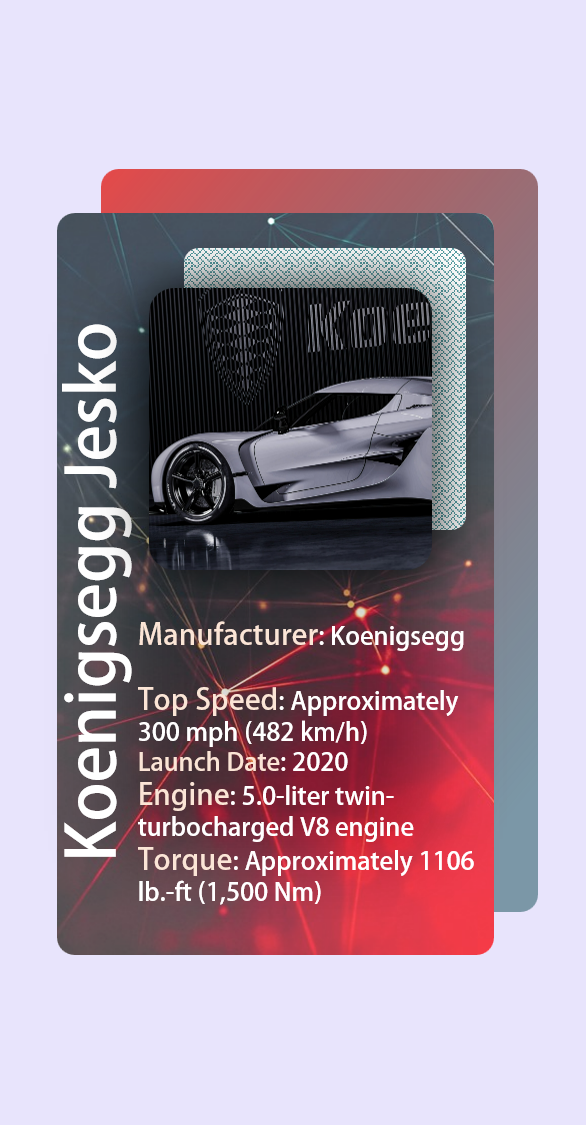 Koenigsegg Jesko
Koe
Manufacturer: Koenigsegg
Top Speed: Approximately
300 mph (482 km/h)
Launch Date: 2020
Engine: 5.0-liter twin-
turbocharged V8 engine
Torque: Approximately 1106
lb.-ft (1,500 Nm)